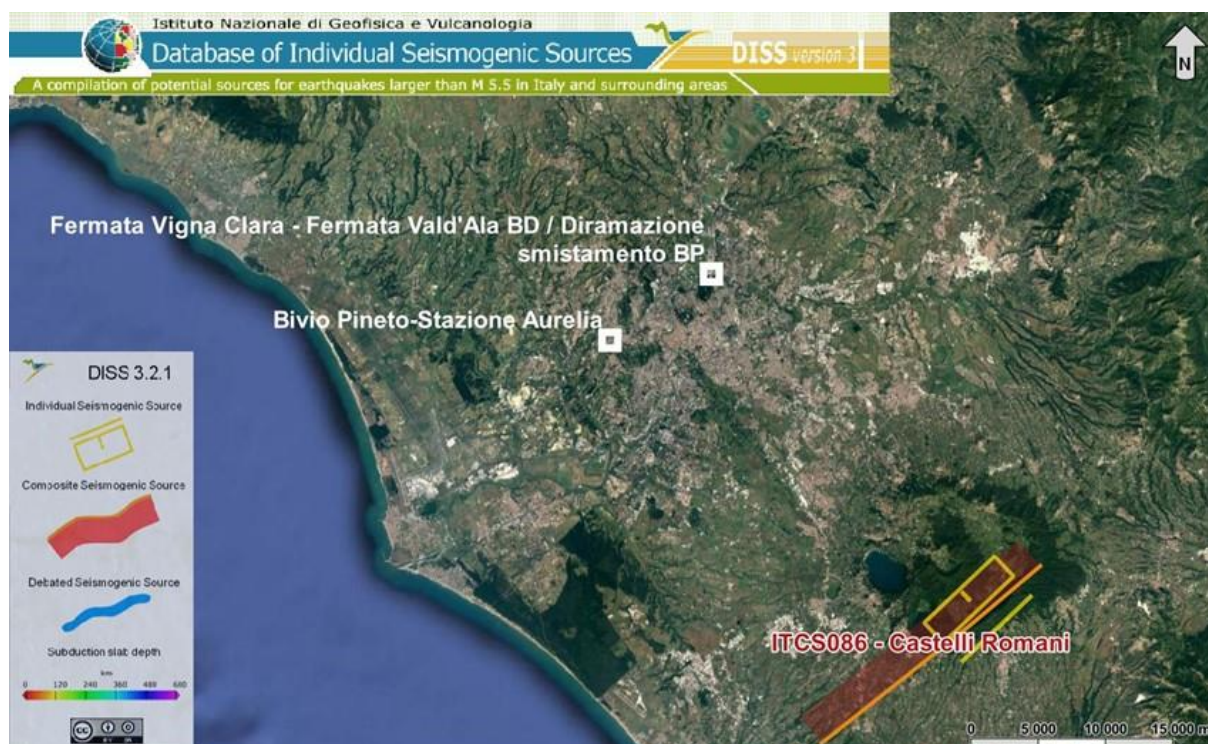 Istituto Nazionale di Geofisica e Vulcanologia
Database of Individual Seismogenic Sources
DISS version 3
A compilation of potential sources for earthquakes larger than M 5.5 in Italy and surrounding areas
N
Fermata Vigna Clara - Fermata Vald'Ala BD / Diramazione
smistamento BP
Bivio Pineto-Stazione Aurelia
DISS 3.2.1
Individual Seismogenic Source
Composite Seismogenic Source
Debated Seismogenic Source
Subduction slab depth
km
0 120 240 360 480 600
CC
BY SA
ITCS086 - Castelli Romani
0 5 000 10 000 15 000 m